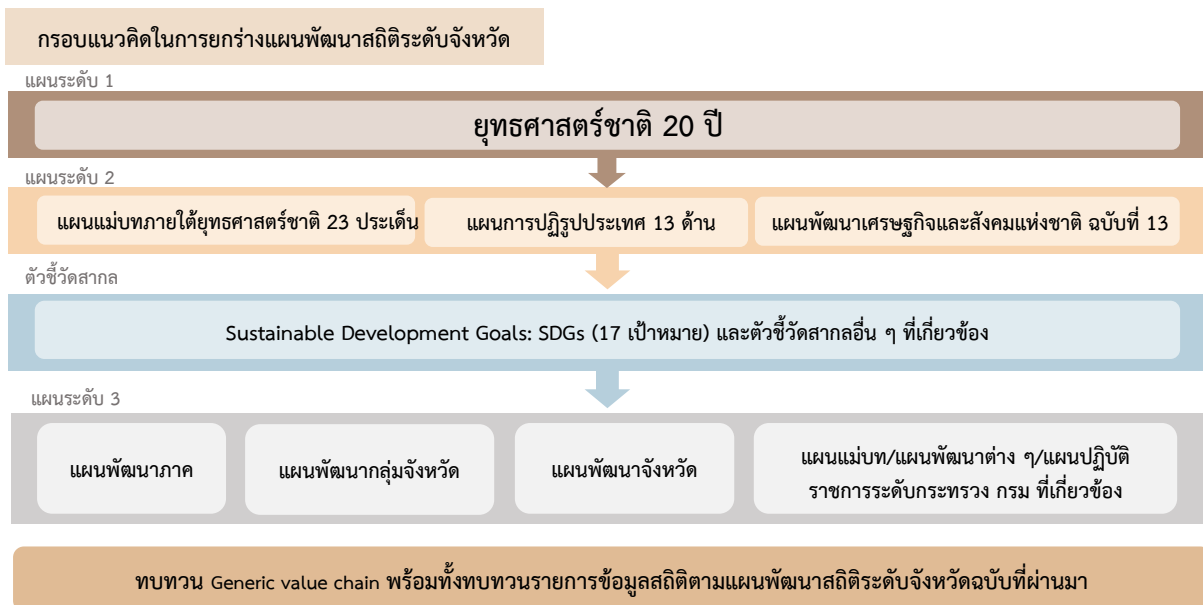 กรอบแนวคิดในการยกร่างแผนพัฒนาสถิติระดับจังหวัด
แผนระดับ 1
ยุทธศาสตร์ชาติ 20 ปี
แผนระดับ 2
แผนแม่บทภายใต้ยุทธศาสตร์ชาติ 23 ประเด็น
แผนการปฏิรูปประเทศ 13 ด้าน
แผนพัฒนาเศรษฐกิจและสังคมแห่งชาติ ฉบับที่ 13
ตัวชี้วัดสากล
Sustainable Development Goals: SDGs (17 เป้าหมาย) และตัวชี้วัดสากลอื่น ๆ ที่เกี่ยวข้อง
แผนระดับ 3
แผนพัฒนาภาค
แผนพัฒนากลุ่มจังหวัด
แผนพัฒนาจังหวัด
แผนแม่บท/แผนพัฒนาต่าง ๆ/แผนปฏิบัติ
ราชการระดับกระทรวง กรม ที่เกี่ยวข้อง
ทบทวน Generic value chain พร้อมทั้งทบทวนรายการข้อมูลสถิติตามแผนพัฒนาสถิติระดับจังหวัดฉบับที่ผ่านมา